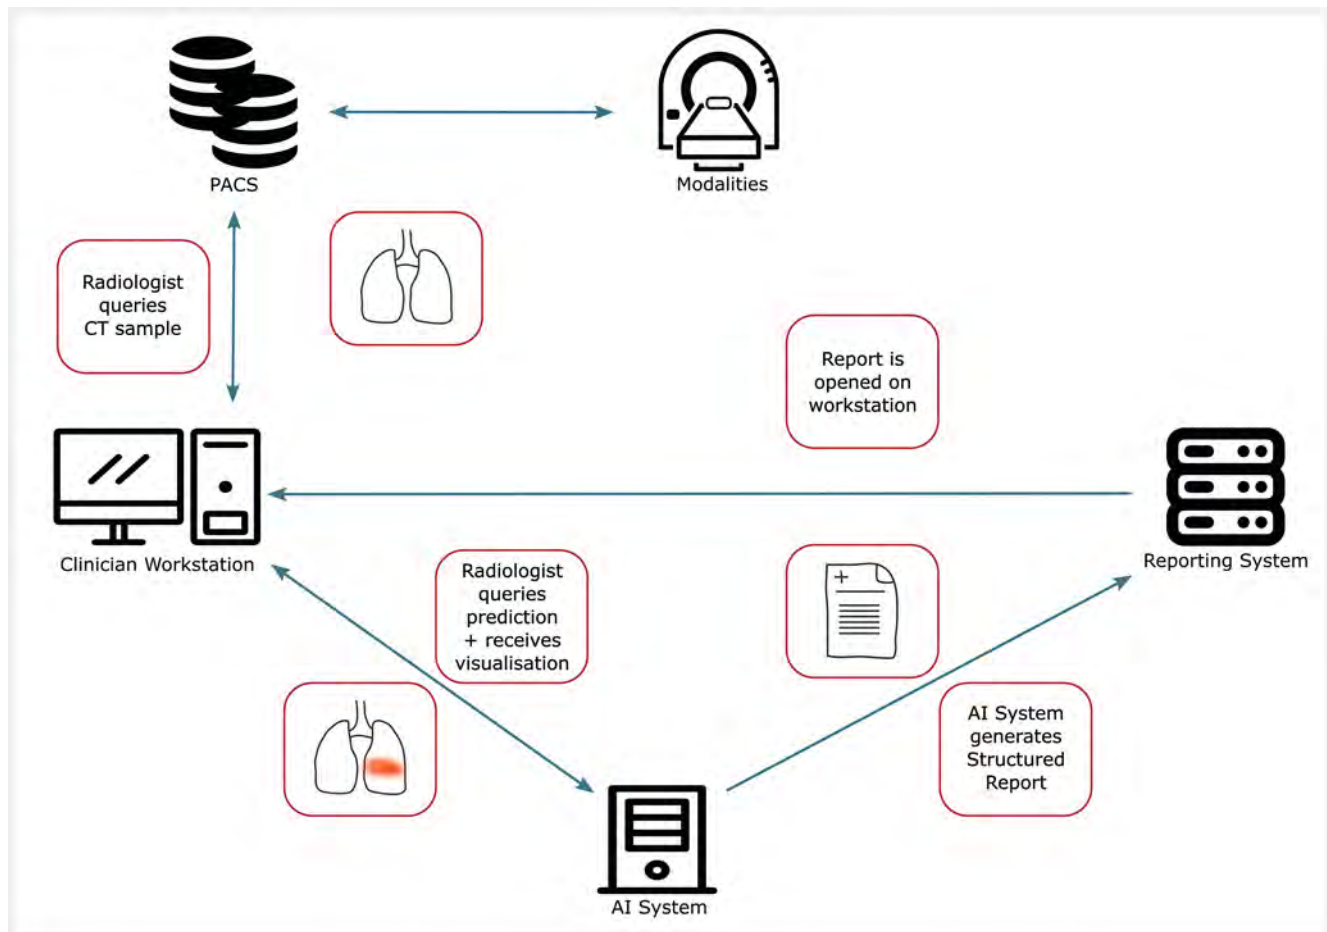 PACS
Modalities
Radiologist
queries
CT sample
Report is
opened on
workstation
Clinician Workstation
Reporting System
Radiologist
queries
prediction
+ receives
visualisation
AI System
generates
Structured
Report
AI System